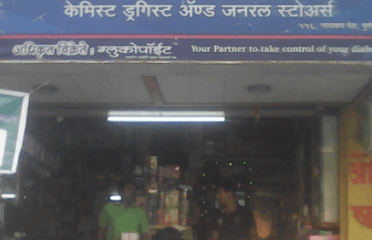 केमिस्ट ड्रगिस्ट अ‍ॅण्ड जनरल स्टोअर्स
अधिकृत विक्रेते : ग्लुकोपॉईंट Your Partner to take control of your diab